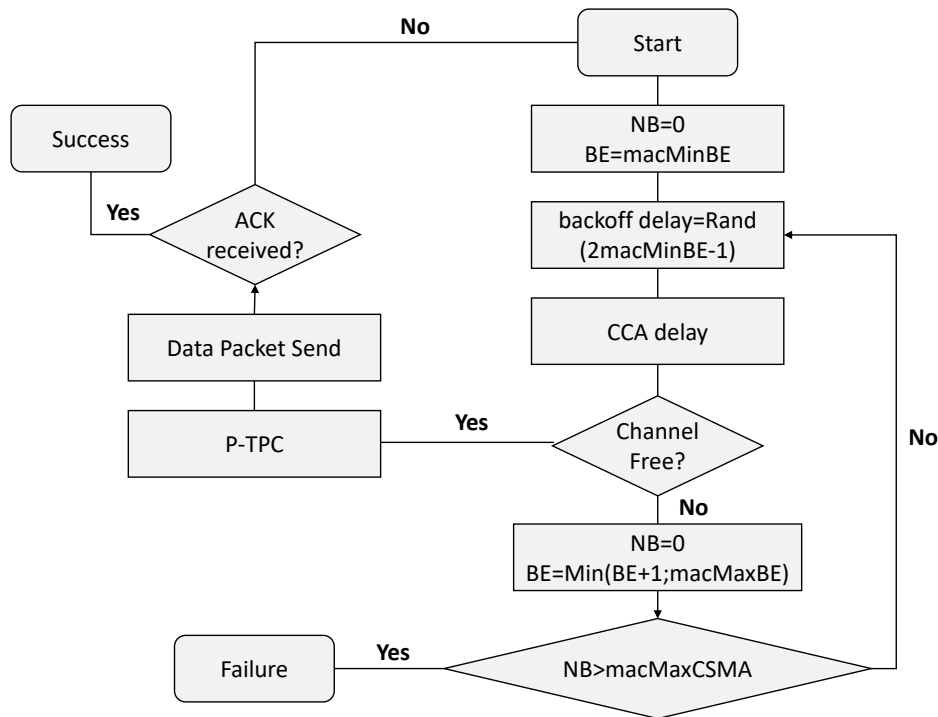 No
Start
Success
NB=0
BE=macMinBE
Yes
ACK
received?
backoff delay=Rand
(2macMinBE-1)
Data Packet Send
CCA delay
P-TPC
Yes
Channel
Free?
No
No
NB=0
BE=Min(BE+1;macMaxBE)
Failure
Yes
NB>macMaxCSMA